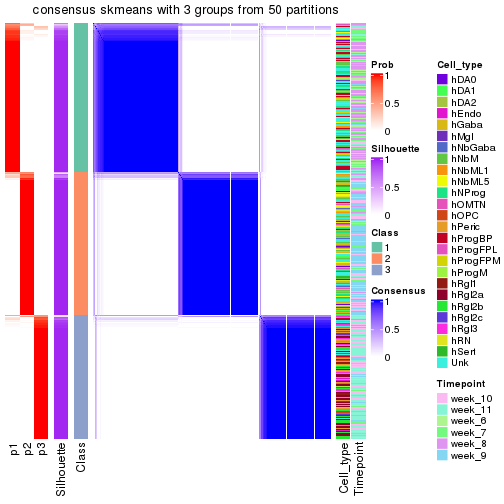 consensus skmeans with 3 groups from 50 partitions
p1
p2
p3
Silhouette
Class
Cell_type
Timepoint
Prob
1
0.5
0
Silhouette
1
0.5
0
Class
1
2
3
Consensus
1
0.5
0
Cell_type
hDA0
hDA1
hDA2
hEndo
hGaba
hMgl
hNbGaba
hNbM
hNbML1
hNbML5
hNProg
hOMTN
hOPC
hPeric
hProgBP
hProgFPL
hProgFPM
hProgM
hRgl1
hRgl2a
hRgl2b
hRgl2c
hRgl3
hRN
hSert
Unk
Timepoint
week_10
week_11
week_6
week_7
week_8
week_9